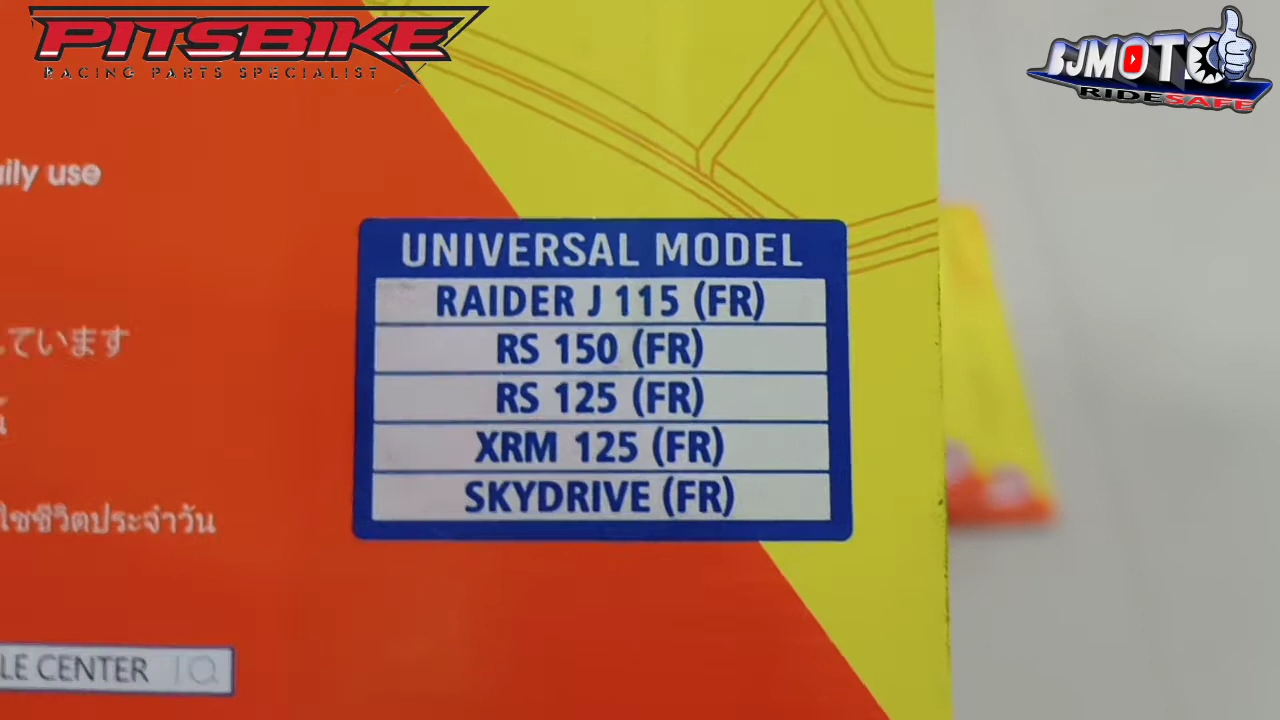 PITSBIKE
RACING PARTS SPECIALIST
BJMOTO
RIDESAFE
use
UNIVERSAL MODEL
RAIDER J 115 (FR)
RS 150 (FR)
RS 125 (FR)
XRM 125 (FR)
SKYDRIVE (FR)
ています
ใช้ชีวิตประจำวัน
CENTER